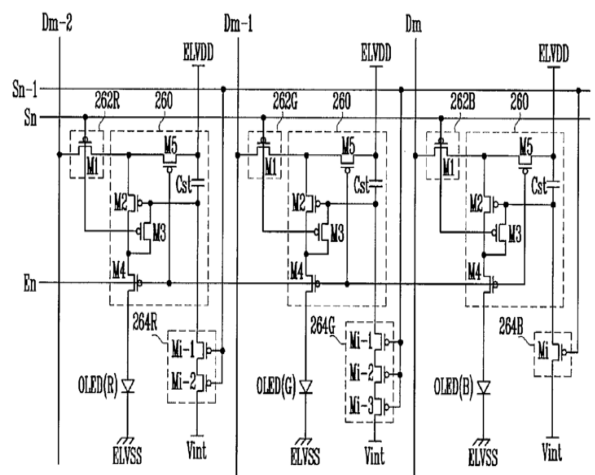 Dm-2 Dm-1 Dm
ELVDD ELVDD ELVDD
Sn-1
262R 260 262G 260 262B 260
Sn
M1 M5 M1 M5 M1 M5
Cst Cst Cst
M2 M2 M2
M3 M3 M3
M4 M4 M4
En
264R 264G 264B
Mi-1 Mi-1 Mi
Mi-2 Mi-2
Mi-3
OLED(R) OLED(G) OLED(B)
ELVSS Vint ELVSS Vint ELVSS Vint